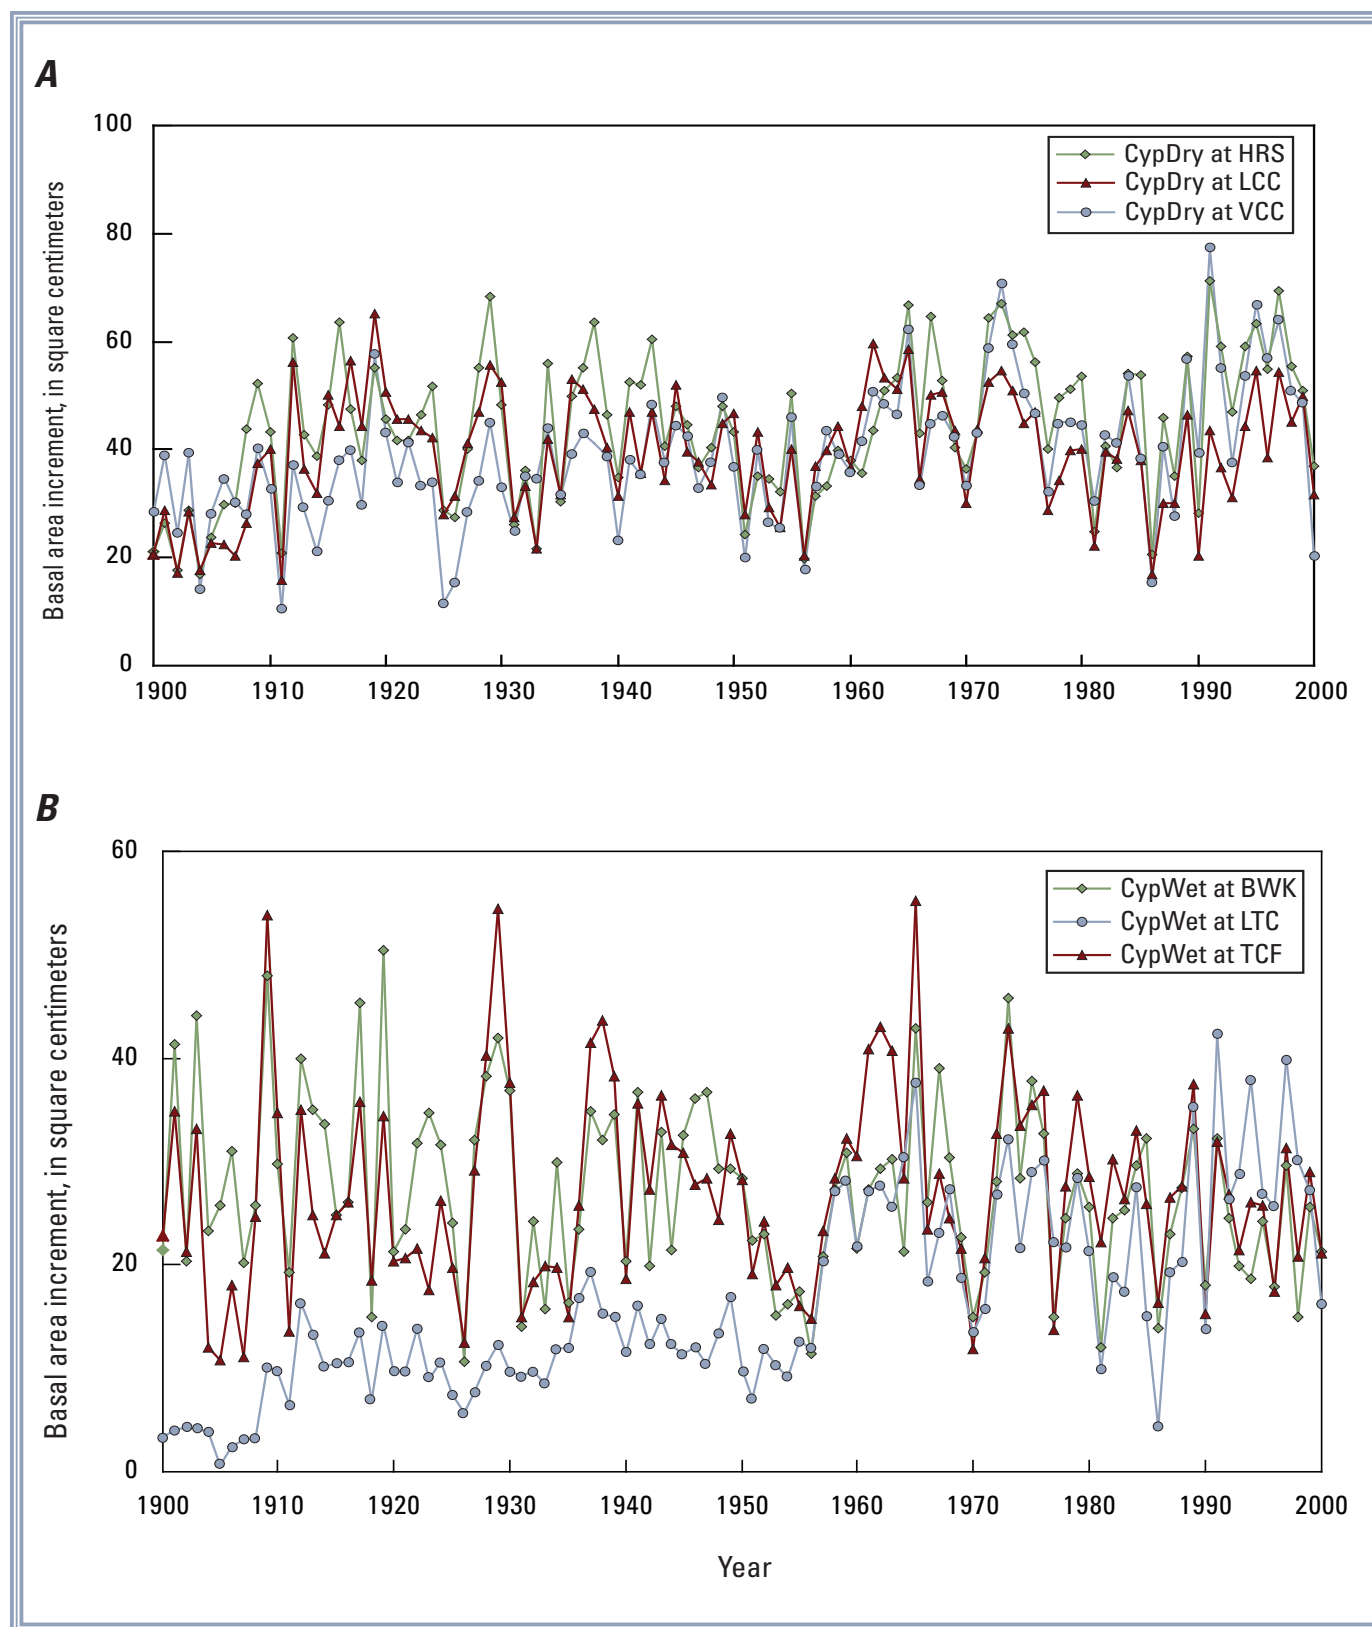 A
Basal area increment, in square centimeters
100
80
60
40
20
0
CypDry at HRS
CypDry at LCC
CypDry at VCC
1900 1910 1920 1930 1940 1950 1960 1970 1980 1990 2000
B
Basal area increment, in square centimeters
60
40
20
0
CypWet at BWK
CypWet at LTC
CypWet at TCF
1900 1910 1920 1930 1940 1950 1960 1970 1980 1990 2000
Year